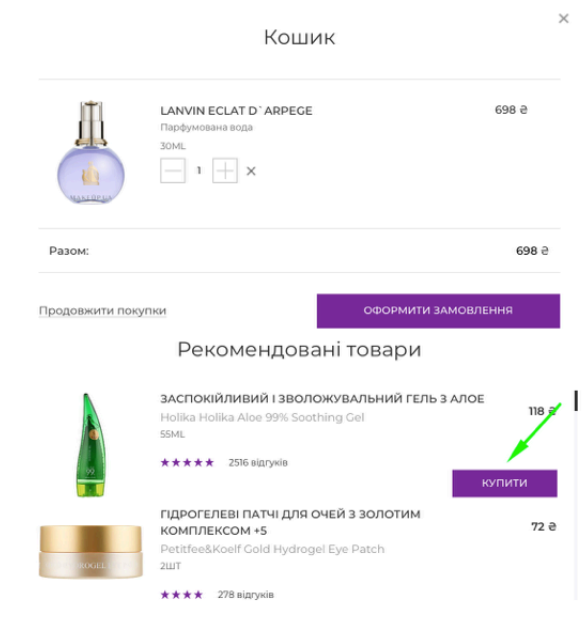 Кошик
LANVIN ECLAT D`ARPEGE
698 ₴
Парфумована вода
30ML
1
Разом:
698 ₴
Продовжити покупки
ОФОРМИТИ ЗАМОВЛЕННЯ
Рекомендовані товари
ЗАСПОКІЙЛИВИЙ І ЗВОЛОЖУВАЛЬНИЙ ГЕЛЬ З АЛОЕ
118 ₴
Holika Holika Aloe 99% Soothing Gel
55ML
2516 відгуків
КУПИТИ
ГІДРОГЕЛЕВІ ПАТЧІ ДЛЯ ОЧЕЙ З ЗОЛОТИМ
КОМПЛЕКСОМ +5
72 ₴
Petitfee&Koelf Gold Hydrogel Eye Patch
2ШТ
278 відгуків